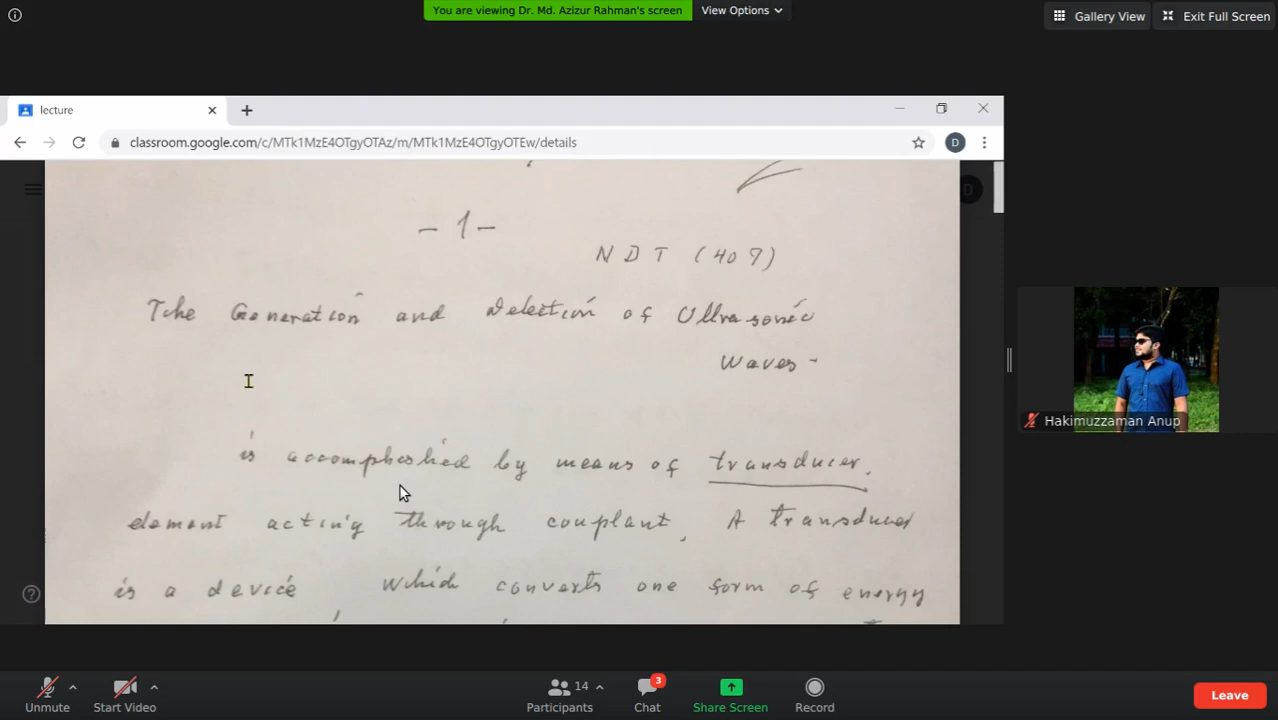 You are viewing Dr. Md. Azizur Rahman's screen
View Options
Gallery View
Exit Full Screen
lecture
classroom.google.com/c/MTk1MzE4OTgyOTAz/m/MTk1MzE4OTgyOTEw/details
D
D
- 1 -
NDT (407)
The Generation and detection of Ultrasonic
Waves -
is accomplished by means of transducer.
element acting through couplant. A transducer
is a device which converts one form of energy
Hakimuzzaman Anup
Unmute
Start Video
14
Participants
3
Chat
Share Screen
Record
Leave